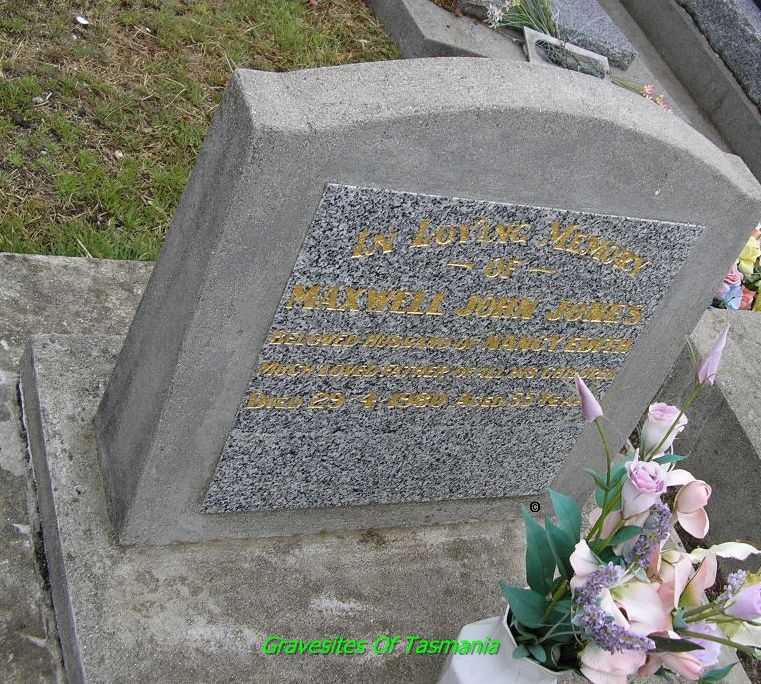 IN LOVING MEMORY
— OF —
MAXWELL JOHN JONES
BELOVED HUSBAND OF NANCY EDITH
MUCH LOVED FATHER OF ALL HIS CHILDREN
DIED 29·4·1980, AGED 53 YEARS
©
Gravesites Of Tasmania